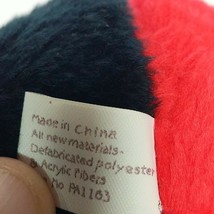 Made in China
All new materials-
Defabricated polyester
& Acrylic Fibers
No PA1163